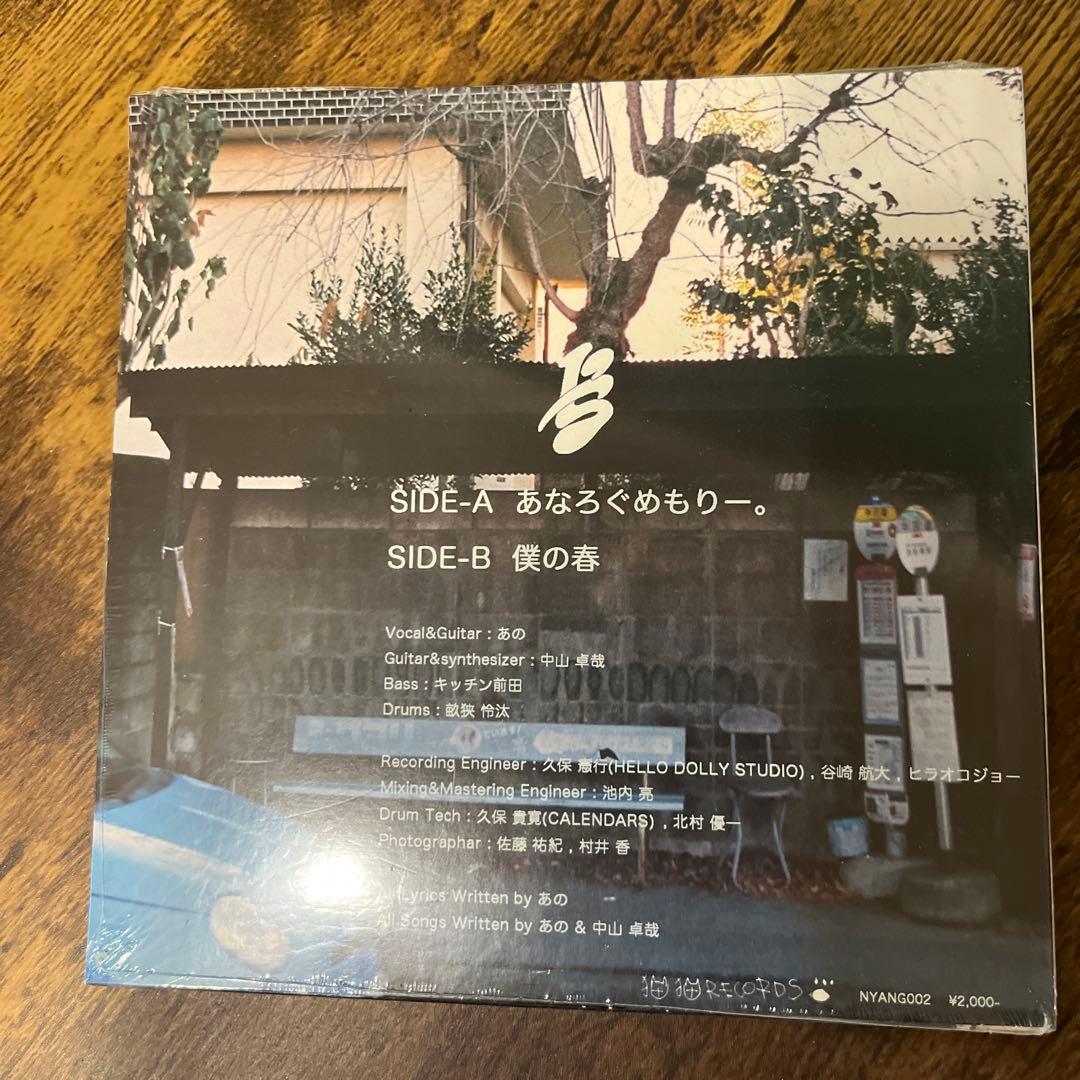 SIDE-A あなろぐめもりー。
SIDE-B 僕の春
Vocal&Guitar : あの
Guitar&synthesizer : 中山 卓哉
Bass : キッチン前田
Drums : 畝狭 怜汰
Recording Engineer : 久保 憲行(HELLO DOLLY STUDIO) , 谷崎 航大 , ヒラオコジョー
Mixing&Mastering Engineer : 池内 亮
Drum Tech : 久保 貴寛(CALENDARS) , 北村 優一
Photographar : 佐藤 祐紀 , 村井 香
All Lyrics Written by あの
All Songs Written by あの & 中山 卓哉
猫猫RECORDS
NYANG002 ¥2,000-